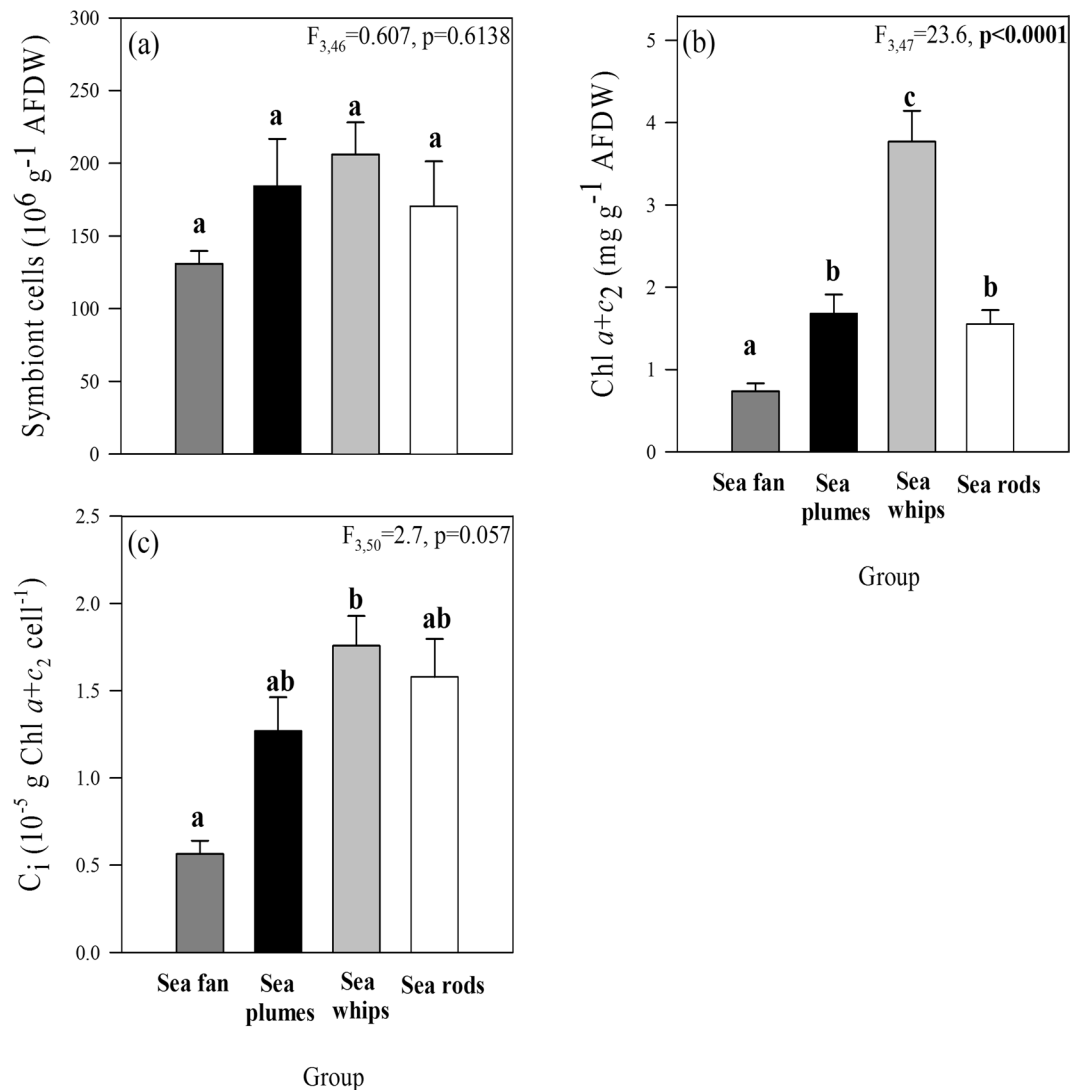 (a)
F3,46=0.607, p=0.6138
Symbiont cells (10⁶ g⁻¹ AFDW)
300
250
200
150
100
50
0
a
a
a
a
(b)
F3,47=23.6, p<0.0001
Chl a+c2 (mg g⁻¹ AFDW)
5
4
3
2
1
0
a
b
c
b
Sea fan
Sea plumes
Sea whips
Sea rods
Group
(c)
F3,50=2.7, p=0.057
Ci (10⁻⁵ g Chl a+c₂ cell⁻¹)
2.5
2.0
1.5
1.0
0.5
0.0
a
ab
b
ab
Sea fan
Sea
plumes
Sea
whips
Sea rods
Group